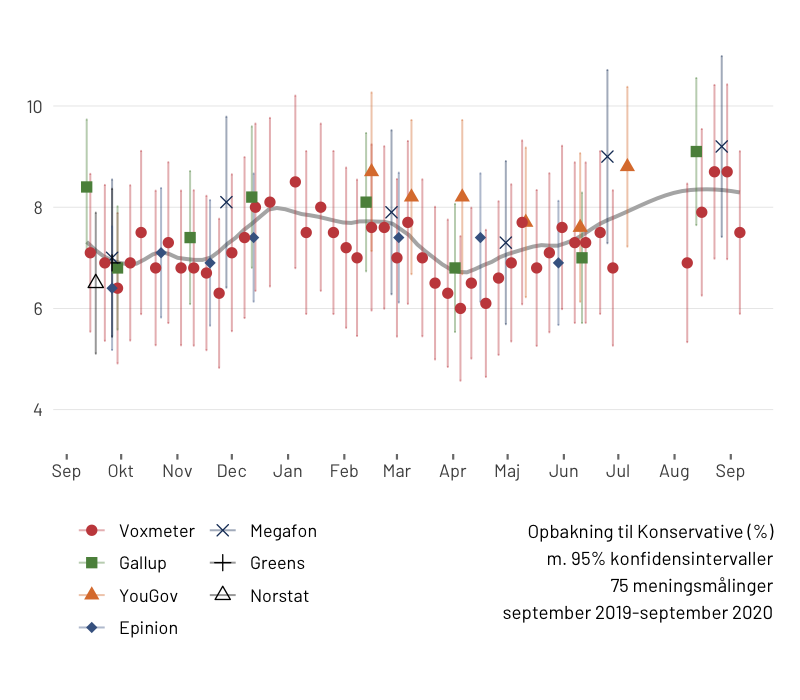 10
8
6
4
Sep Okt Nov Dec Jan Feb Mar Apr Maj Jun Jul Aug Sep
Voxmeter Megafon
Gallup Greens
YouGov Norstat
Epinion
Opbakning til Konservative (%)
m. 95% konfidensintervaller
75 meningsmålinger
september 2019-september 2020